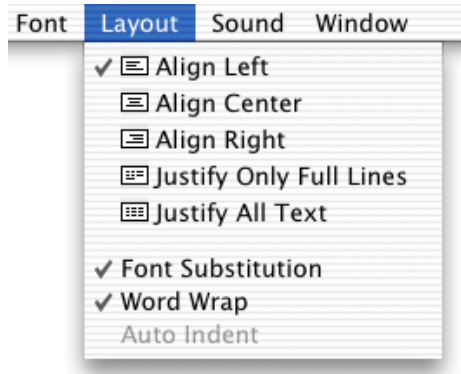 Font Layout Sound Window
Align Left
Align Center
Align Right
Justify Only Full Lines
Justify All Text
Font Substitution
Word Wrap
Auto Indent